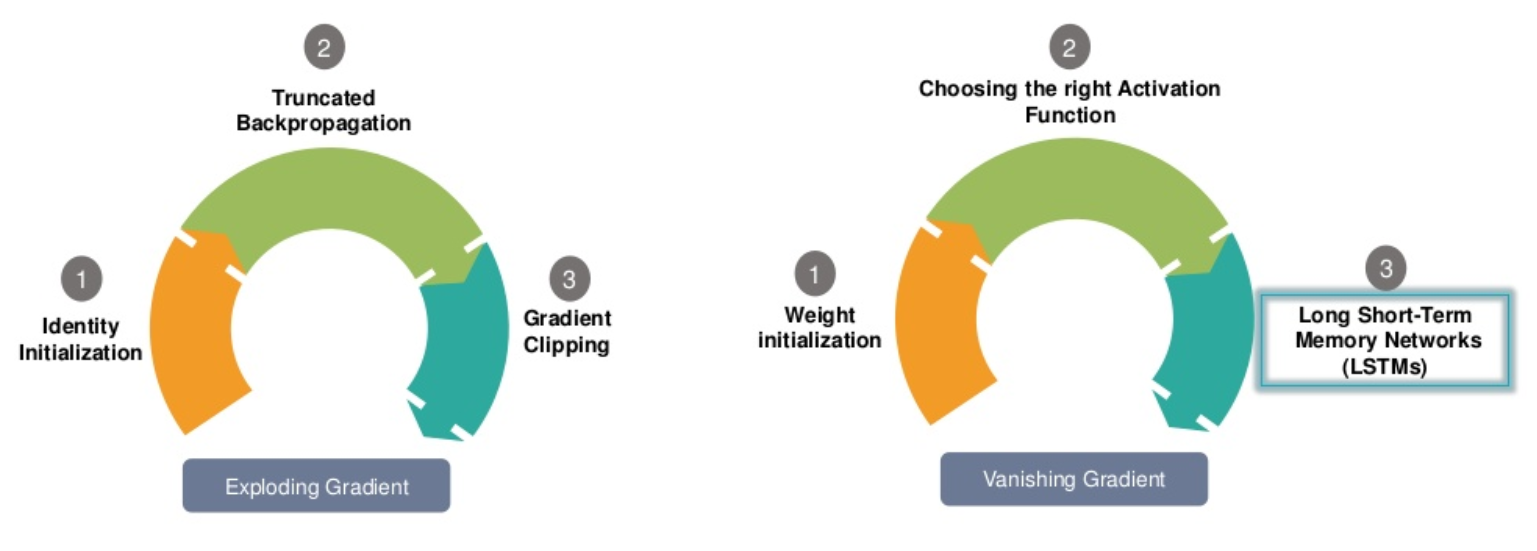 2
Truncated
Backpropagation
1
Identity
Initialization
3
Gradient
Clipping
Exploding Gradient
2
Choosing the right Activation
Function
1
Weight
initialization
3
Long Short-Term
Memory Networks
(LSTMs)
Vanishing Gradient